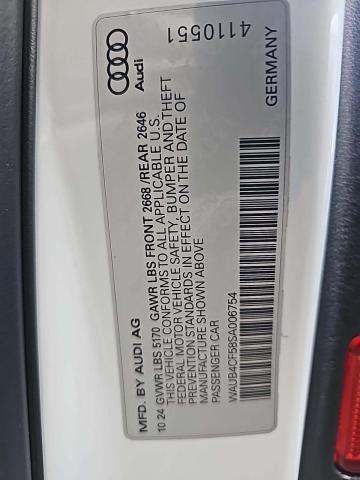 Audi
4110551
MFD. BY AUDI AG
10 24 GVWR LBS 5170 GAWR LBS FRONT 2668 /REAR 2646
THIS VEHICLE CONFORMS TO ALL APPLICABLE U.S.
FEDERAL MOTOR VEHICLE SAFETY, BUMPER AND THEFT
PREVENTION STANDARDS IN EFFECT ON THE DATE OF
MANUFACTURE SHOWN ABOVE
PASSENGER CAR
WAUB4CF58SA006754
GERMANY